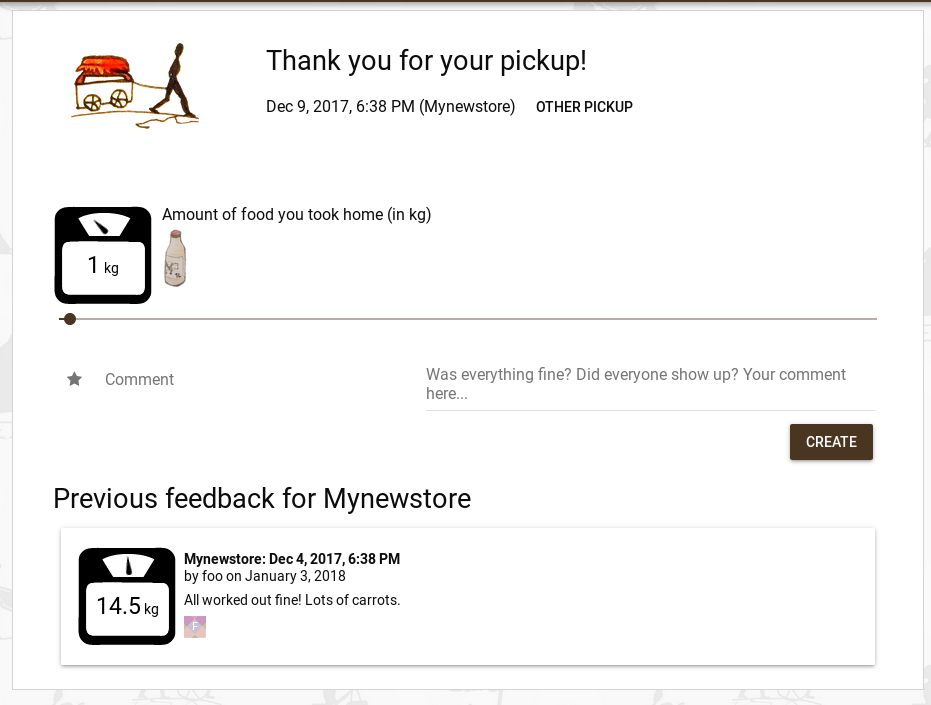 Thank you for your pickup!
Dec 9, 2017, 6:38 PM (Mynewstore) OTHER PICKUP
Amount of food you took home (in kg)
1 kg
Comment
Was everything fine? Did everyone show up? Your comment
here...
CREATE
Previous feedback for Mynewstore
Mynewstore: Dec 4, 2017, 6:38 PM
by foo on January 3, 2018
14.5 kg
All worked out fine! Lots of carrots.
F